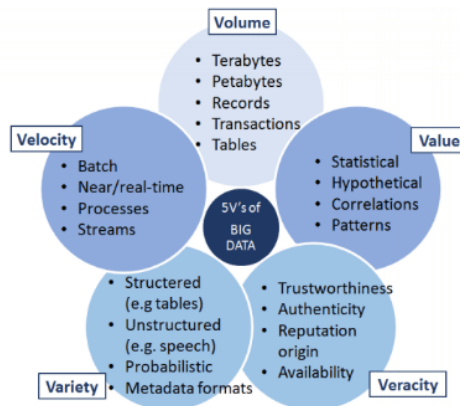 Volume
• Terabytes
• Petabytes
• Records
• Transactions
• Tables
Velocity
• Batch
• Near/real-time
• Processes
• Streams
Value
• Statistical
• Hypothetical
• Correlations
• Patterns
5V's of
BIG
DATA
• Structered
(e.g tables)
• Unstructured
(e.g. speech)
• Probabilistic
• Metadata formats
Variety
• Trustworthiness
• Authenticity
• Reputation
origin
• Availability
Veracity